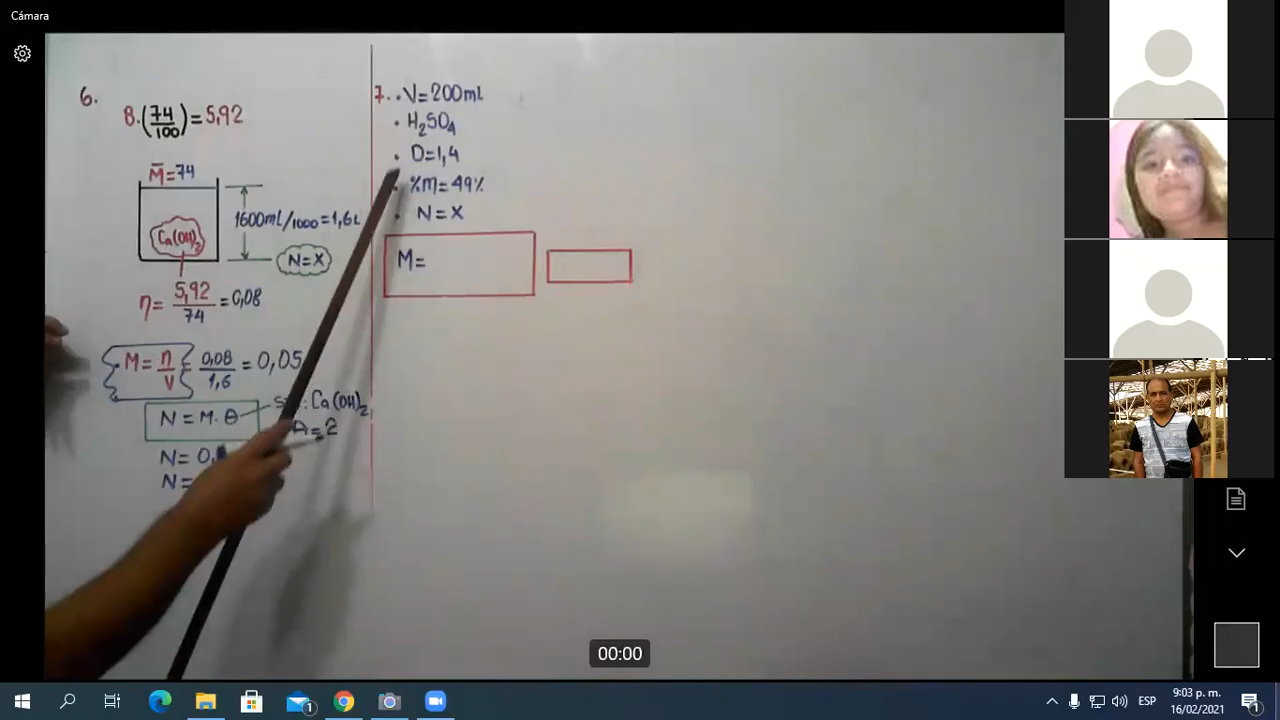 Cámara
6.
8.(74/100)=5,92
M̅=74
1600mL/1000=1,6L
Ca(OH)2
N=X
η= 5,92/74 =0,08
M= η/V = 0,08/1,6 = 0,05
N = M. θ
Ca(OH)2
=2
N= 0,
N=
7. • V=200mL
• H2SO4
• D=1,4
• %M=49%
• N=X
M=
00:00
ESP
9:03 p. m.
16/02/2021
1
1